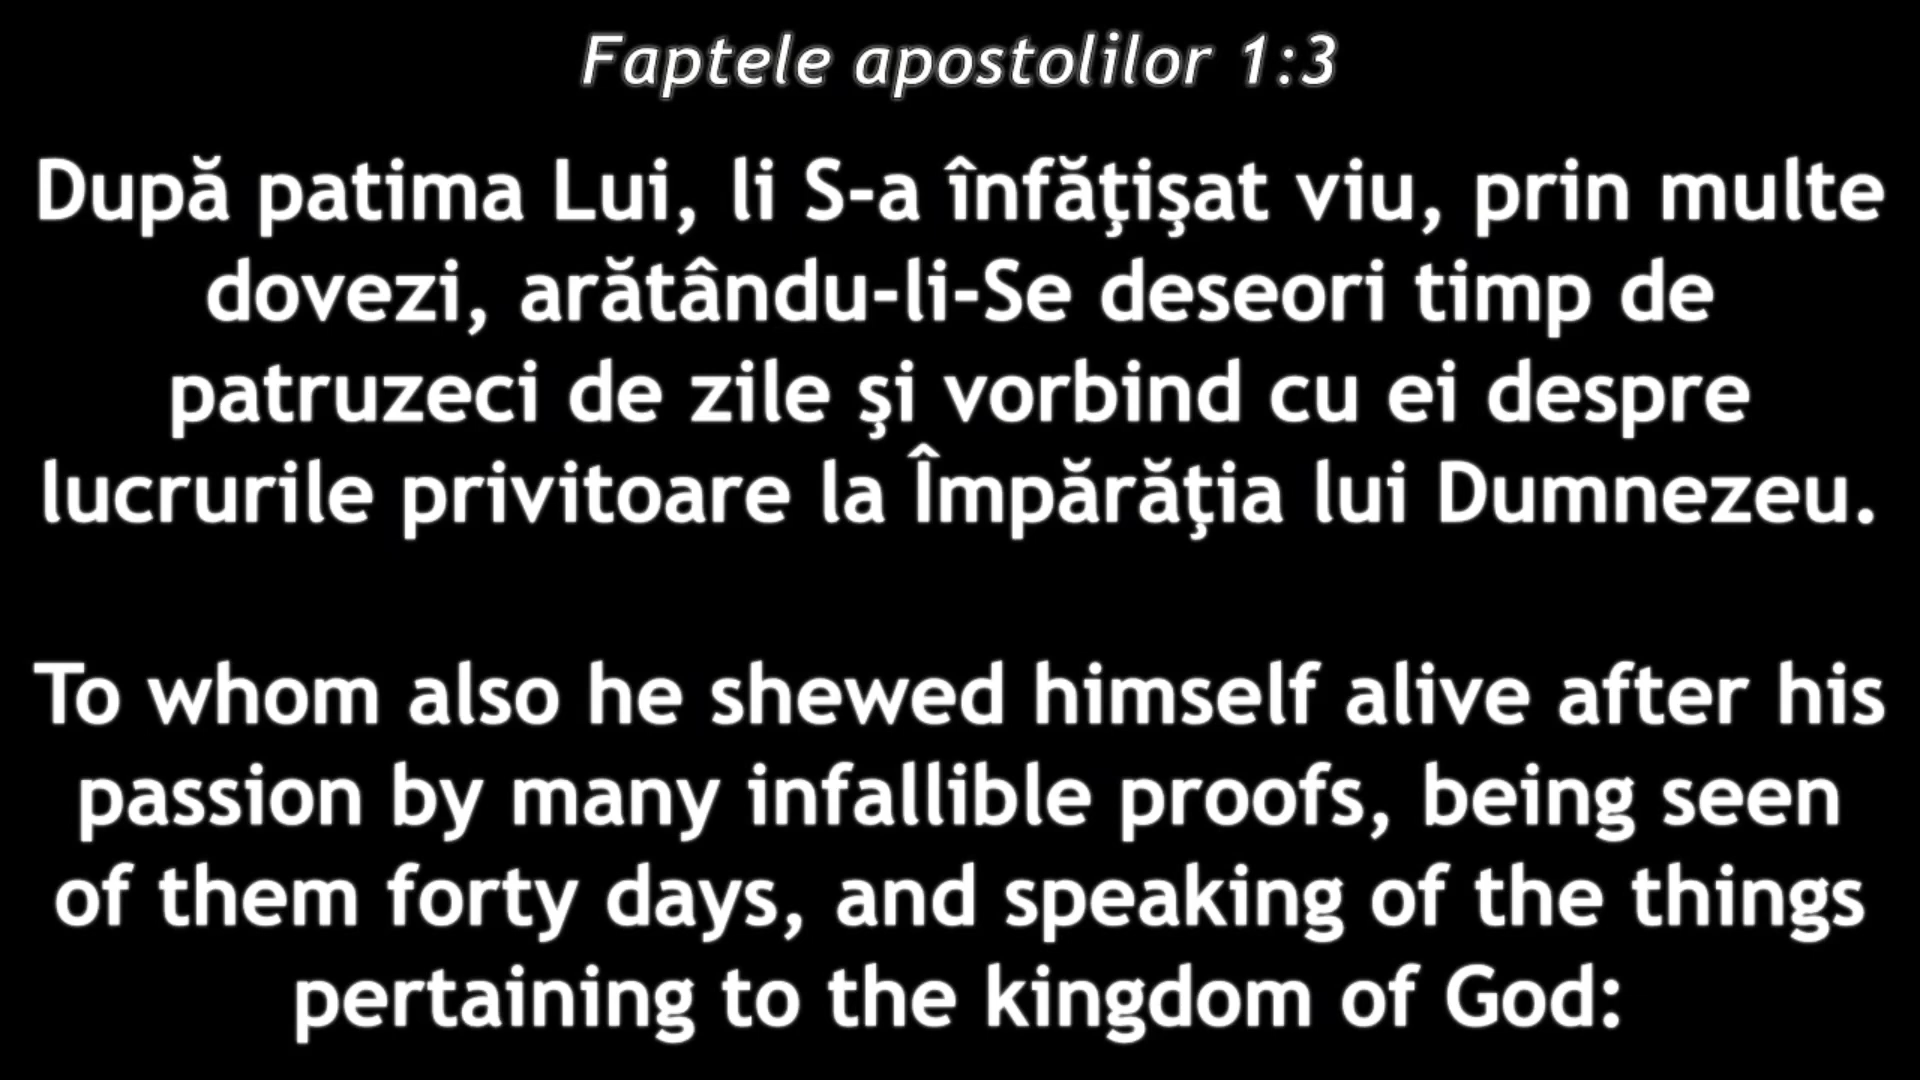 Faptele apostolilor 1:3
După patima Lui, li S-a înfăţişat viu, prin multe
dovezi, arătându-li-Se deseori timp de
patruzeci de zile şi vorbind cu ei despre
lucrurile privitoare la Împărăţia lui Dumnezeu.
To whom also he shewed himself alive after his
passion by many infallible proofs, being seen
of them forty days, and speaking of the things
pertaining to the kingdom of God: